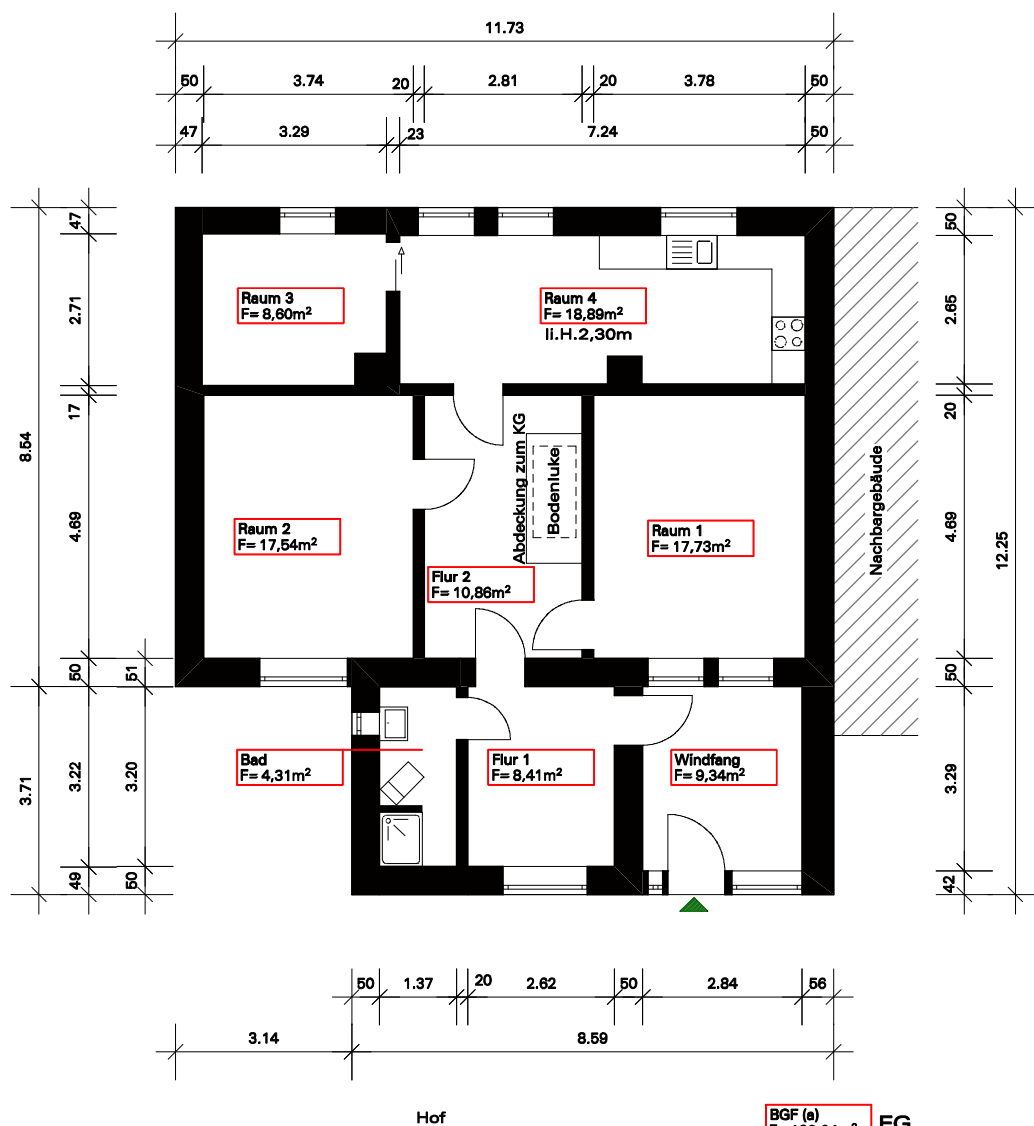 11.73
50 3.74 20 2.81 20 3.78 50
47 3.29 23 7.24 50
47
2.71
17
4.69
50
51
8.54
3.71
3.22
3.20
49
50
50
2.65
20
4.69
50
3.29
42
12.25
Raum 3
F= 8,60m²
Raum 4
F= 18,89m²
li.H.2,30m
Abdeckung zum KG
Bodenluke
Nachbargebäude
Raum 2
F= 17,54m²
Raum 1
F= 17,73m²
Flur 2
F= 10,86m²
Bad
F= 4,31m²
Flur 1
F= 8,41m²
Windfang
F= 9,34m²
50 1.37 20 2.62 50 2.84 56
3.14 8.59
Hof
BGF (a)
EG